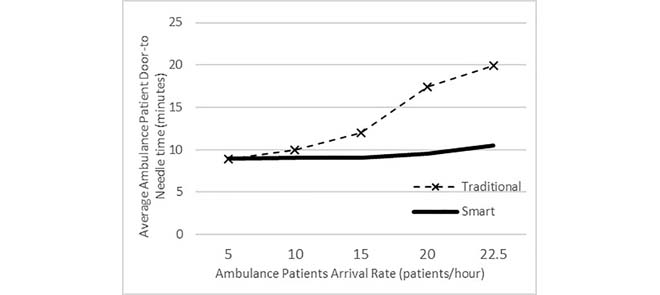 Average Ambulance Patient Door-to
Needle time (minutes)
25
20
15
10
5
0
Traditional
Smart
5 10 15 20 22.5
Ambulance Patients Arrival Rate (patients/hour)